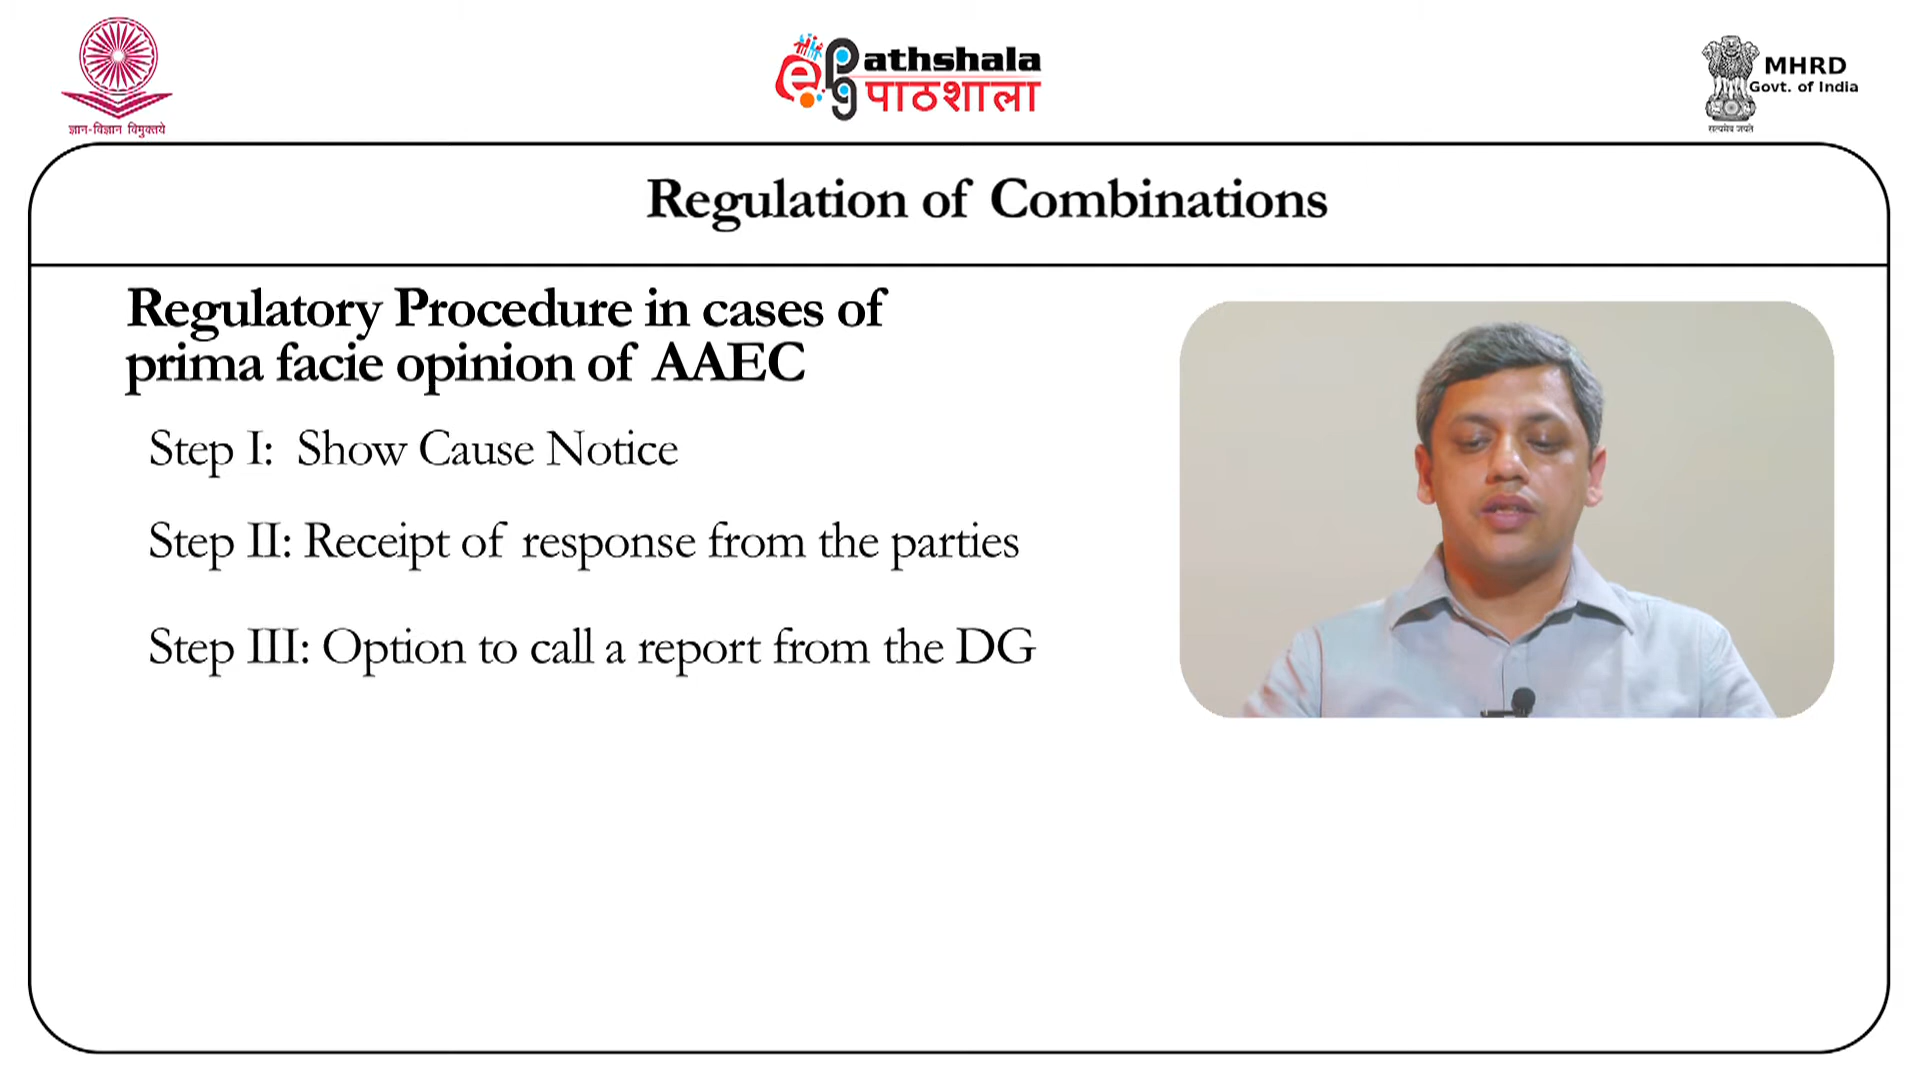 ज्ञान-विज्ञान विमुक्तये
e PG athshala
पाठशाला
MHRD
Govt. of India
सत्यमेव जयते
Regulation of Combinations
Regulatory Procedure in cases of
prima facie opinion of AAEC
Step I: Show Cause Notice
Step II: Receipt of response from the parties
Step III: Option to call a report from the DG